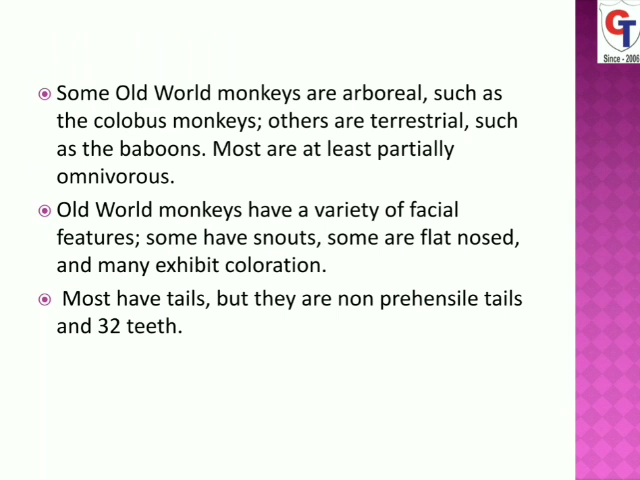 GT
Since - 2006
Some Old World monkeys are arboreal, such as
the colobus monkeys; others are terrestrial, such
as the baboons. Most are at least partially
omnivorous.
Old World monkeys have a variety of facial
features; some have snouts, some are flat nosed,
and many exhibit coloration.
Most have tails, but they are non prehensile tails
and 32 teeth.